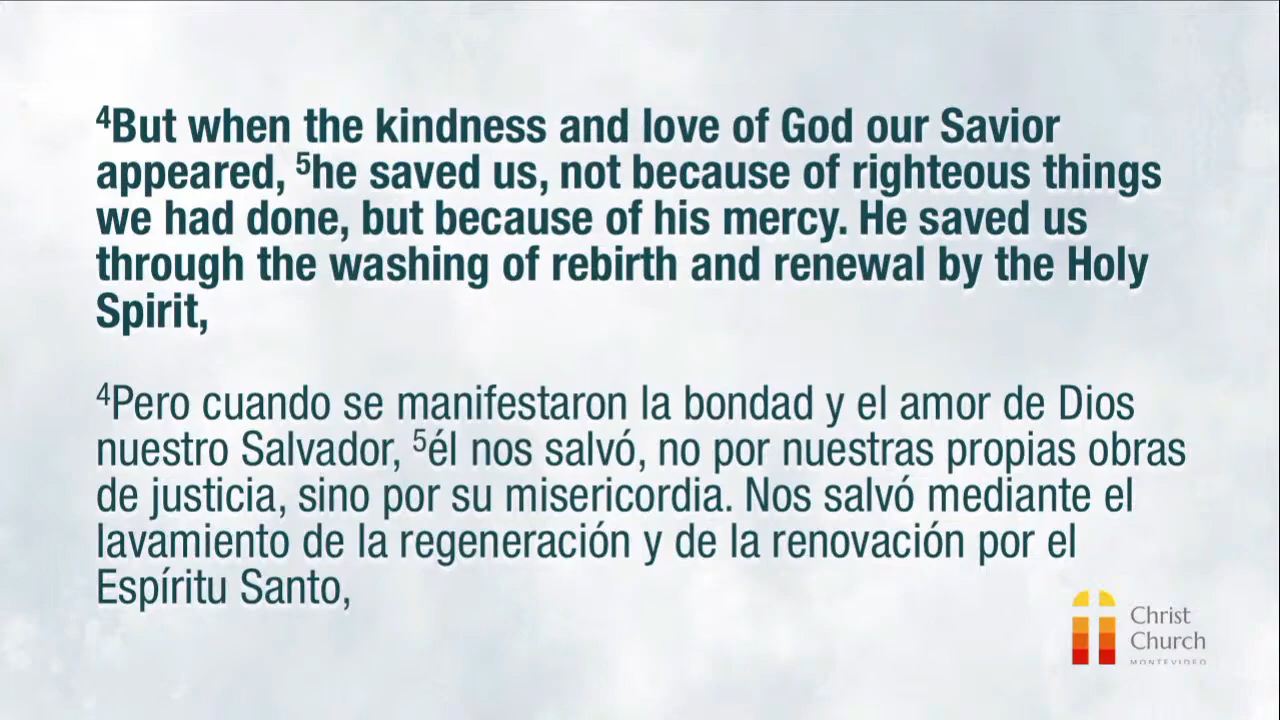 ⁴But when the kindness and love of God our Savior
appeared, ⁵he saved us, not because of righteous things
we had done, but because of his mercy. He saved us
through the washing of rebirth and renewal by the Holy
Spirit,
⁴Pero cuando se manifestaron la bondad y el amor de Dios
nuestro Salvador, ⁵él nos salvó, no por nuestras propias obras
de justicia, sino por su misericordia. Nos salvó mediante el
lavamiento de la regeneración y de la renovación por el
Espíritu Santo,
Christ
Church
MONTEVIDEO